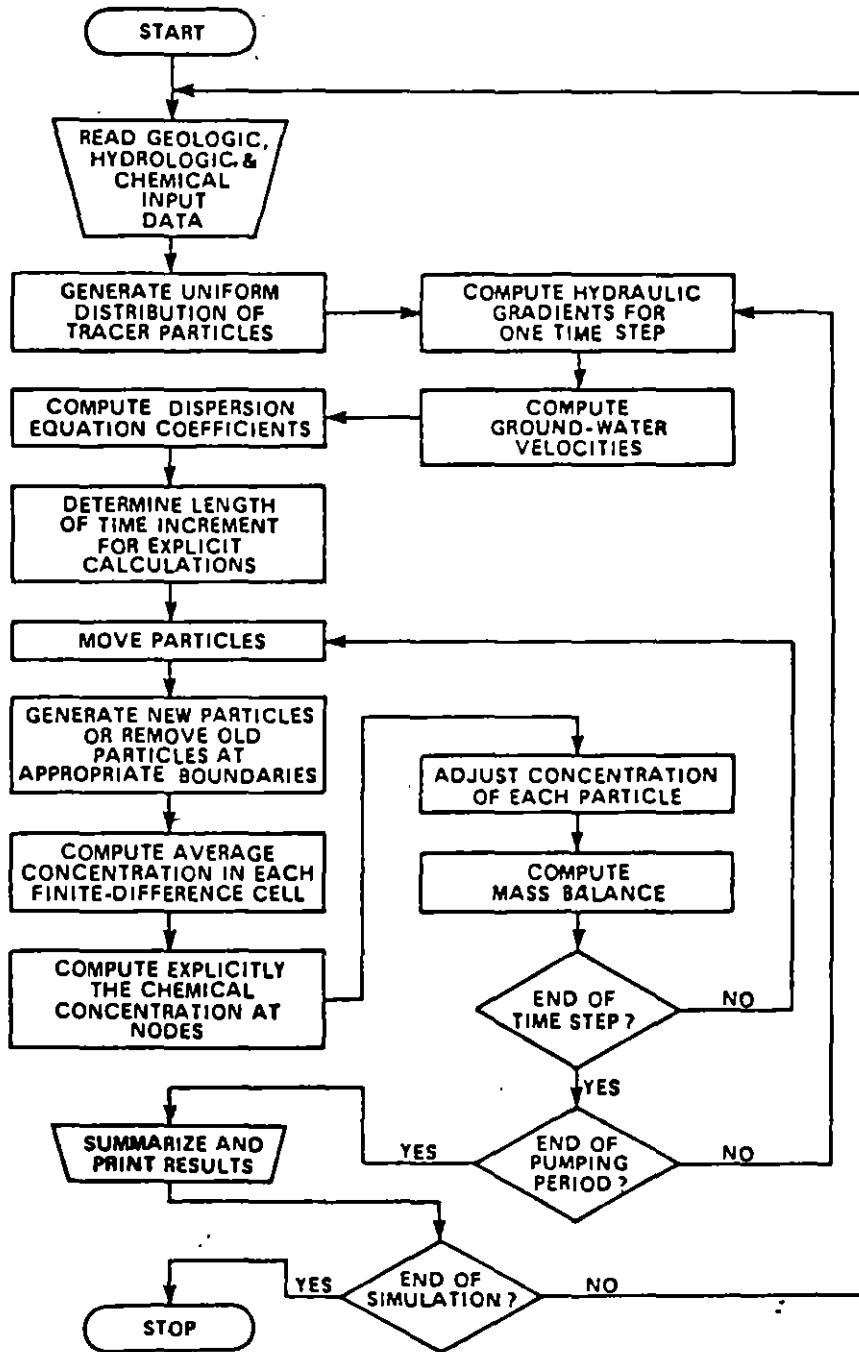 START
READ GEOLOGIC,
HYDROLOGIC, &
CHEMICAL
INPUT
DATA
GENERATE UNIFORM
DISTRIBUTION OF
TRACER PARTICLES
COMPUTE HYDRAULIC
GRADIENTS FOR
ONE TIME STEP
COMPUTE DISPERSION
EQUATION COEFFICIENTS
COMPUTE
GROUND-WATER
VELOCITIES
DETERMINE LENGTH
OF TIME INCREMENT
FOR EXPLICIT
CALCULATIONS
MOVE PARTICLES
GENERATE NEW PARTICLES
OR REMOVE OLD
PARTICLES AT
APPROPRIATE BOUNDARIES
ADJUST CONCENTRATION
OF EACH PARTICLE
COMPUTE AVERAGE
CONCENTRATION IN EACH
FINITE-DIFFERENCE CELL
COMPUTE
MASS BALANCE
COMPUTE EXPLICITLY
THE CHEMICAL
CONCENTRATION AT
NODES
END OF
TIME STEP?
NO
YES
SUMMARIZE AND
PRINT RESULTS
YES
END OF
PUMPING
PERIOD?
NO
YES
END OF
SIMULATION?
NO
STOP